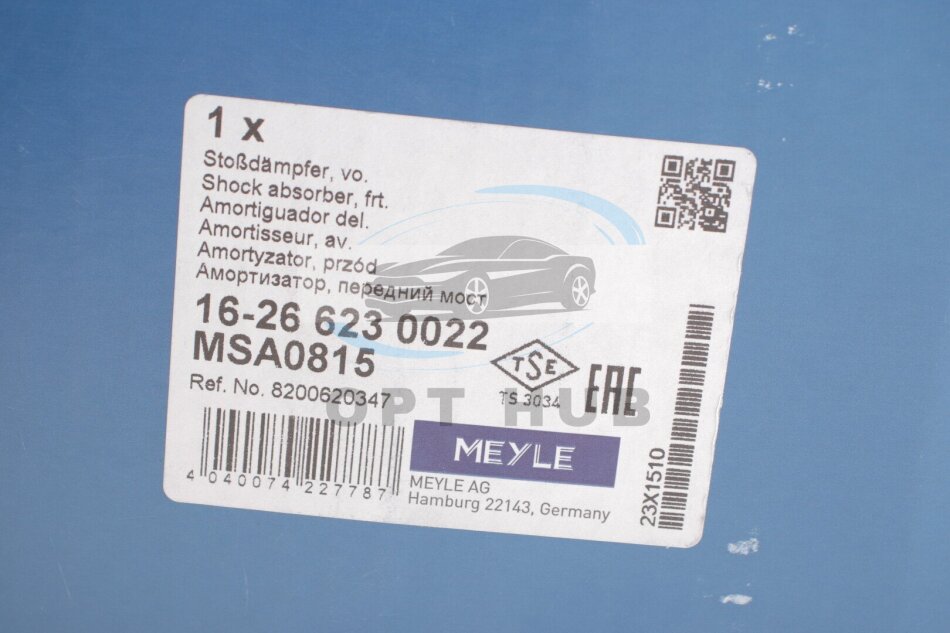 1 x
Stoßdämpfer, vo.
Shock absorber, frt.
Amortiguador del.
Amortisseur, av.
Amortyzator, przód
Амортизатор, передний мост
16-26 623 0022
MSA0815
Ref. No. 8200620347
TSE
TS 3034
EAC
OPT HUB
4 040074 227787
MEYLE
MEYLE AG
Hamburg 22143, Germany
23X1510